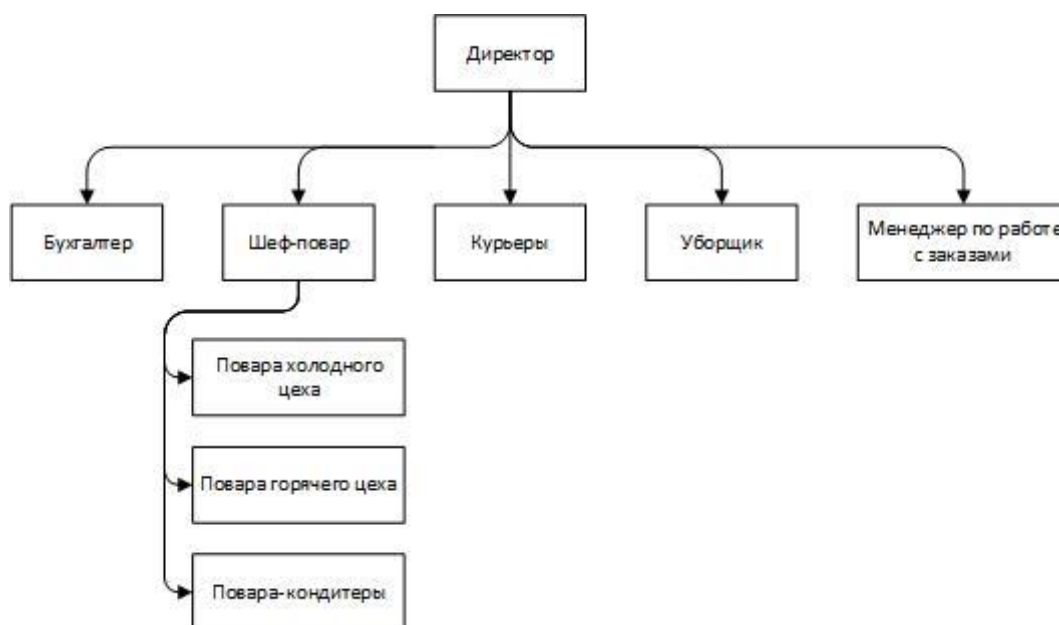 Директор
Бухгалтер
Шеф-повар
Курьеры
Уборщик
Менеджер по работе
с заказами
Повара холодного
цеха
Повара горячего цеха
Повара-кондитеры